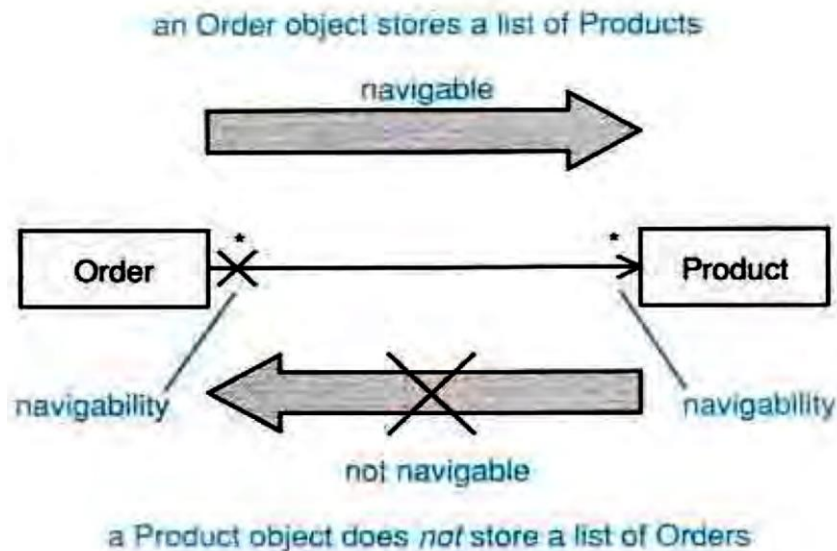 an Order object stores a list of Products
navigable
*
*
Order
Product
navigability
navigability
not navigable
a Product object does not store a list of Orders